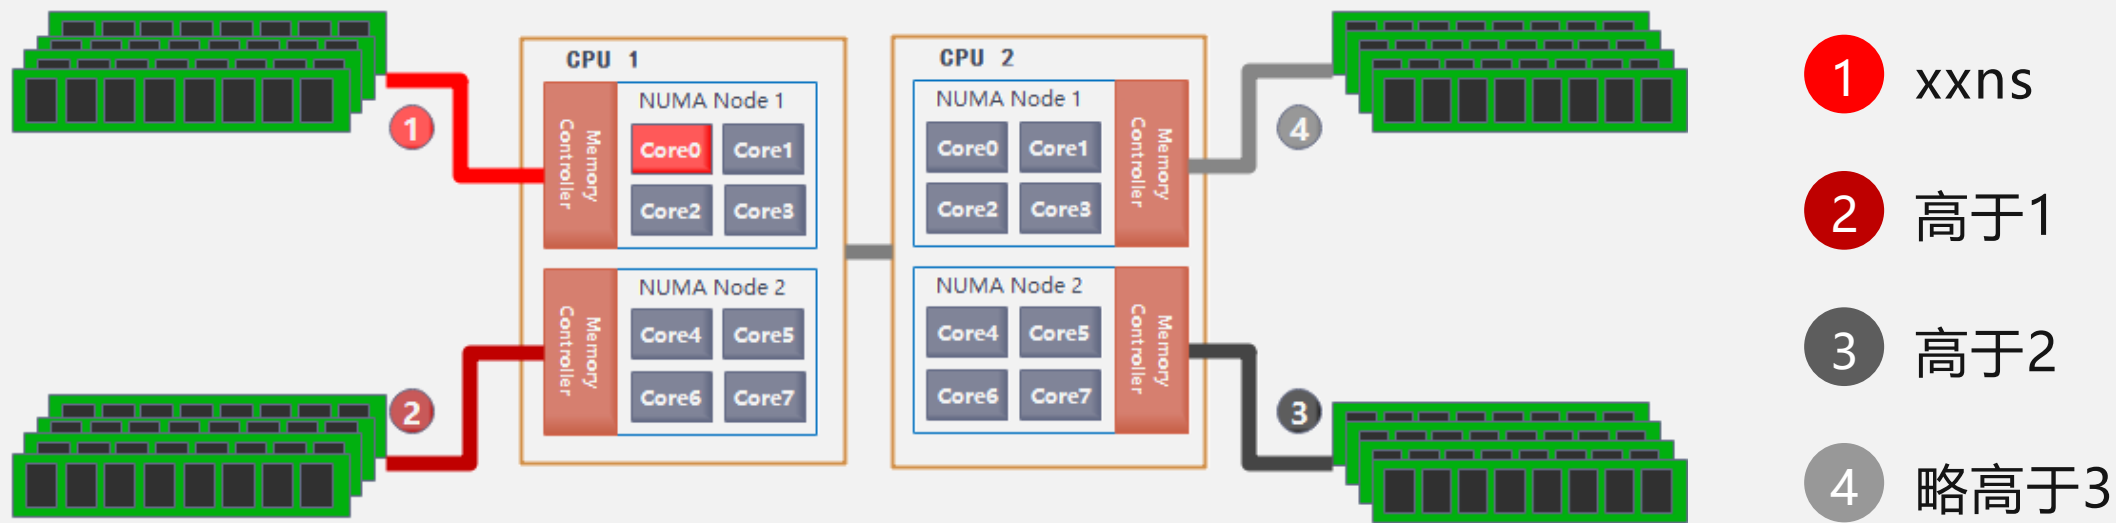 CPU 1
NUMA Node 1
Memory Controller
Core0 Core1
Core2 Core3
NUMA Node 2
Memory Controller
Core4 Core5
Core6 Core7
1
2
CPU 2
NUMA Node 1
Core0 Core1
Core2 Core3
Memory Controller
NUMA Node 2
Core4 Core5
Core6 Core7
Memory Controller
4
3
1 xxns
2 高于1
3 高于2
4 略高于3